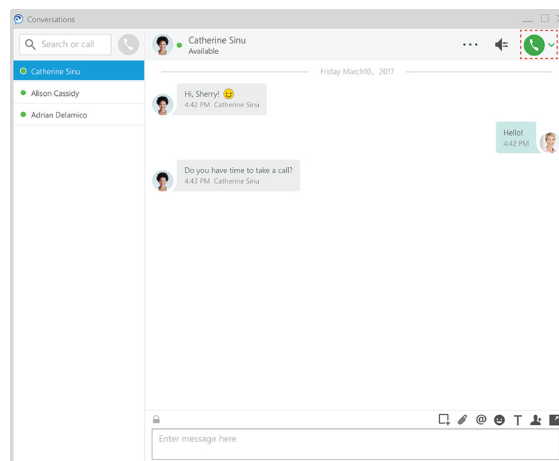 Conversations
Search or call
Catherine Sinu
Available
Catherine Sinu
Alison Cassidy
Adrian Delamico
Friday March10, 2017
Hi, Sherry!
4:42 PM Catherine Sinu
Hello!
4:42 PM
Do you have time to take a call?
4:43 PM Catherine Sinu
Enter message here